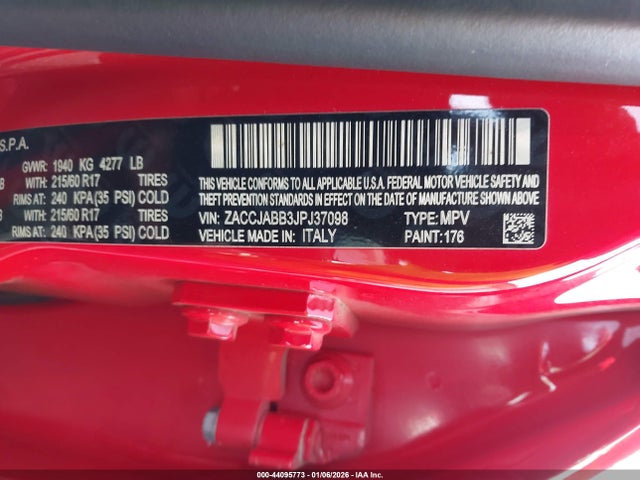 S.P.A.
GVWR: 1940 KG 4277 LB
B WITH: 215/60 R17 TIRES
RIMS AT: 240 KPA(35 PSI) COLD
B WITH: 215/60 R17 TIRES
RIMS AT: 240 KPA(35 PSI) COLD
THIS VEHICLE CONFORMS TO ALL APPLICABLE U.S.A. FEDERAL MOTOR VEHICLE SAFETY,
BUMPER, AND THEFT PREVENTION STANDARDS IN EFFECT ON THE DATE OF MANUFACTURE SHOWN ABOVE
VIN: ZACCJABB3JPJ37098 TYPE: MPV
VEHICLE MADE IN: ITALY PAINT:176
000-44095773 - 01/06/2026 - IAA Inc.